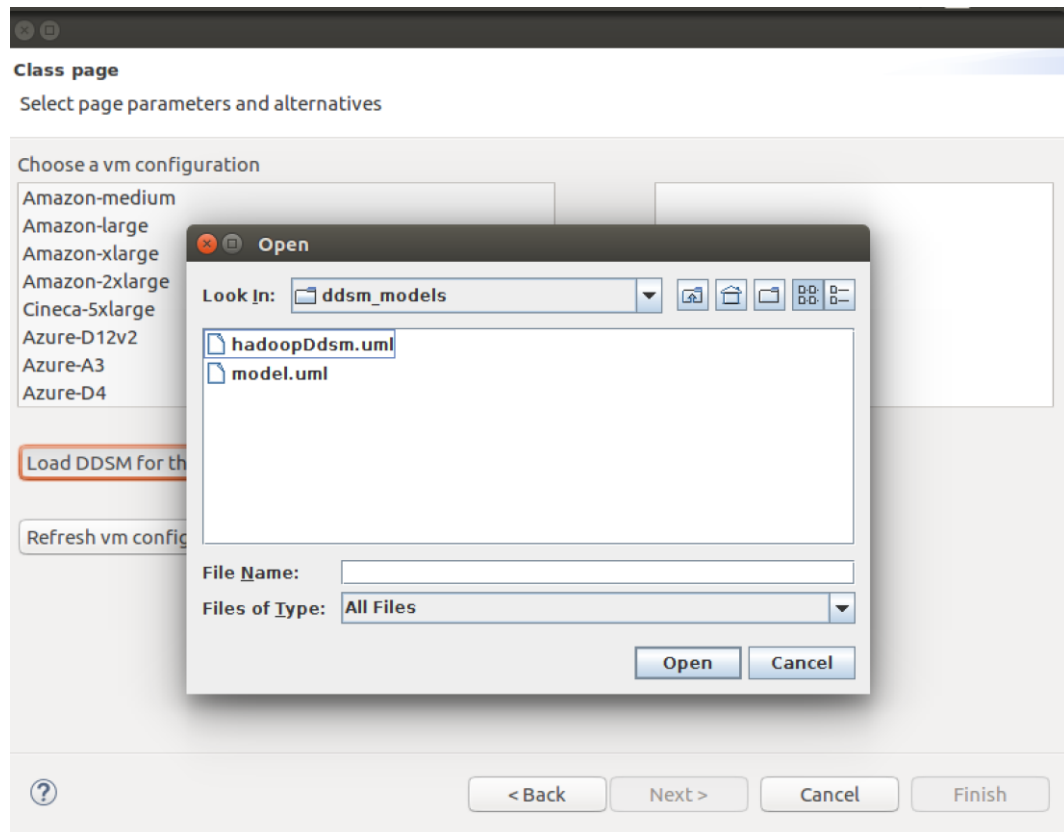 Class page
Select page parameters and alternatives
Choose a vm configuration
Amazon-medium
Amazon-large
Amazon-xlarge
Amazon-2xlarge
Cineca-5xlarge
Azure-D12v2
Azure-A3
Azure-D4
Load DDSM for th
Refresh vm config
Open
Look In: ddsm_models
hadoopDdsm.uml
model.uml
File Name:
Files of Type: All Files
Open Cancel
< Back Next > Cancel Finish